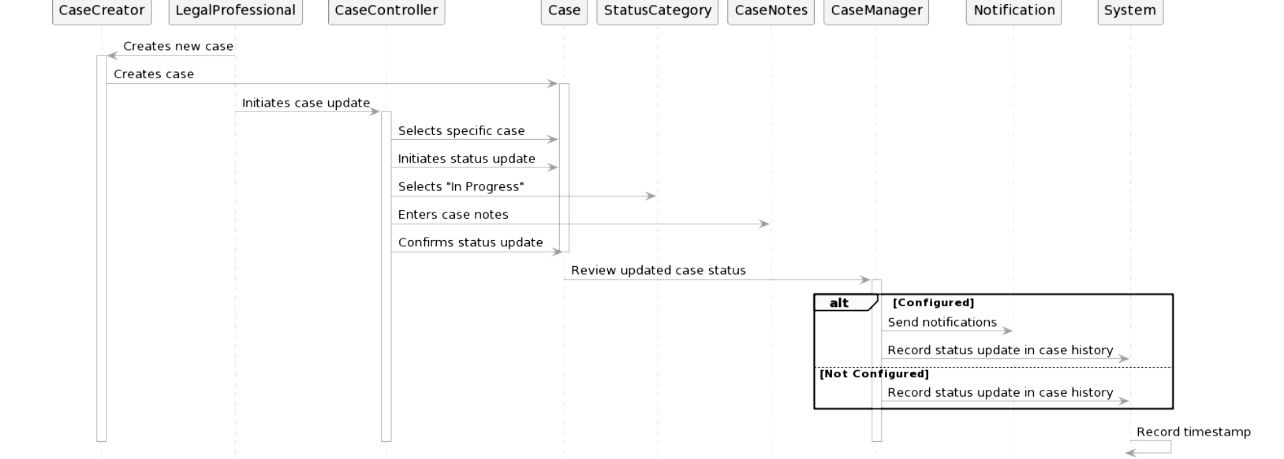 CaseCreator LegalProfessional CaseController Case StatusCategory CaseNotes CaseManager Notification System
Creates new case
Creates case
Initiates case update
Selects specific case
Initiates status update
Selects "In Progress"
Enters case notes
Confirms status update
Review updated case status
alt [Configured]
Send notifications
Record status update in case history
[Not Configured]
Record status update in case history
Record timestamp